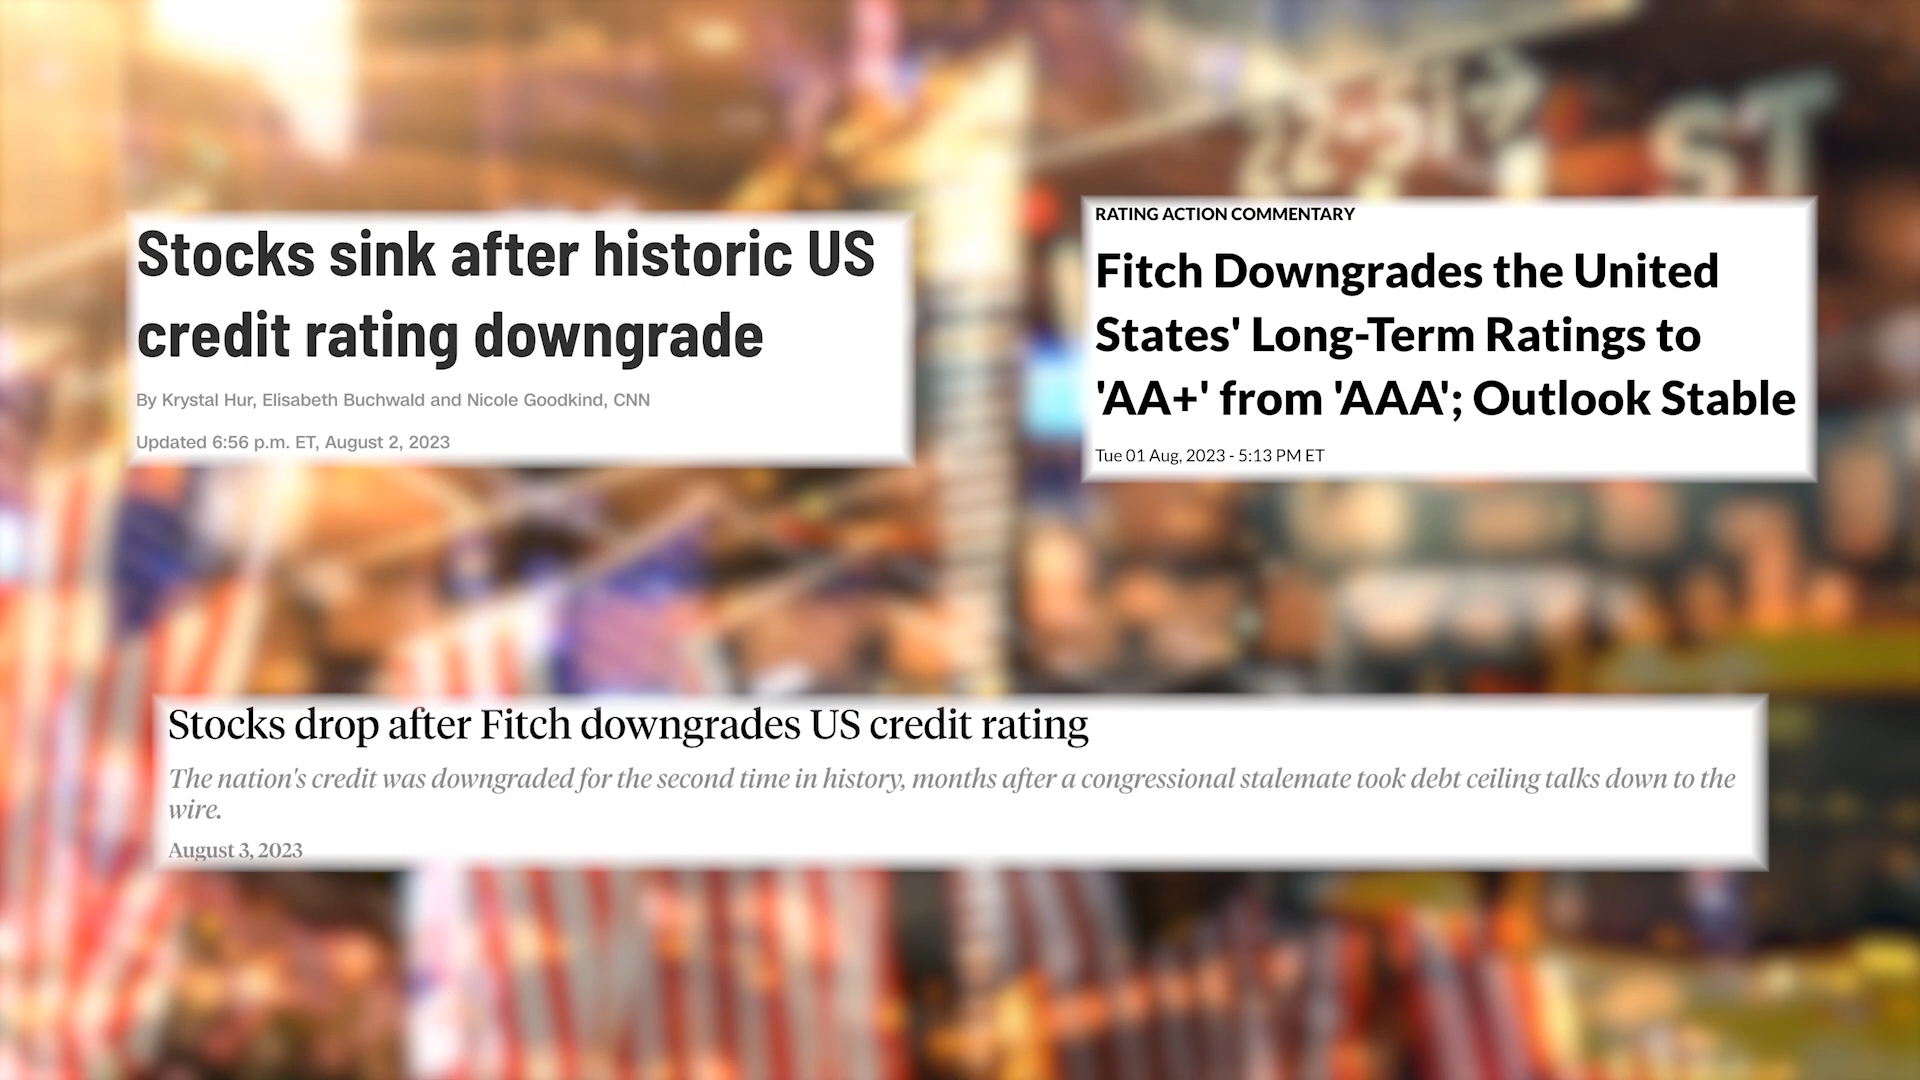 Stocks sink after historic US
credit rating downgrade
By Krystal Hur, Elisabeth Buchwald and Nicole Goodkind, CNN
Updated 6:56 p.m. ET, August 2, 2023
RATING ACTION COMMENTARY
Fitch Downgrades the United
States' Long-Term Ratings to
'AA+' from 'AAA'; Outlook Stable
Tue 01 Aug, 2023 - 5:13 PM ET
Stocks drop after Fitch downgrades US credit rating
The nation's credit was downgraded for the second time in history, months after a congressional stalemate took debt ceiling talks down to the
wire.
August 3, 2023
ST